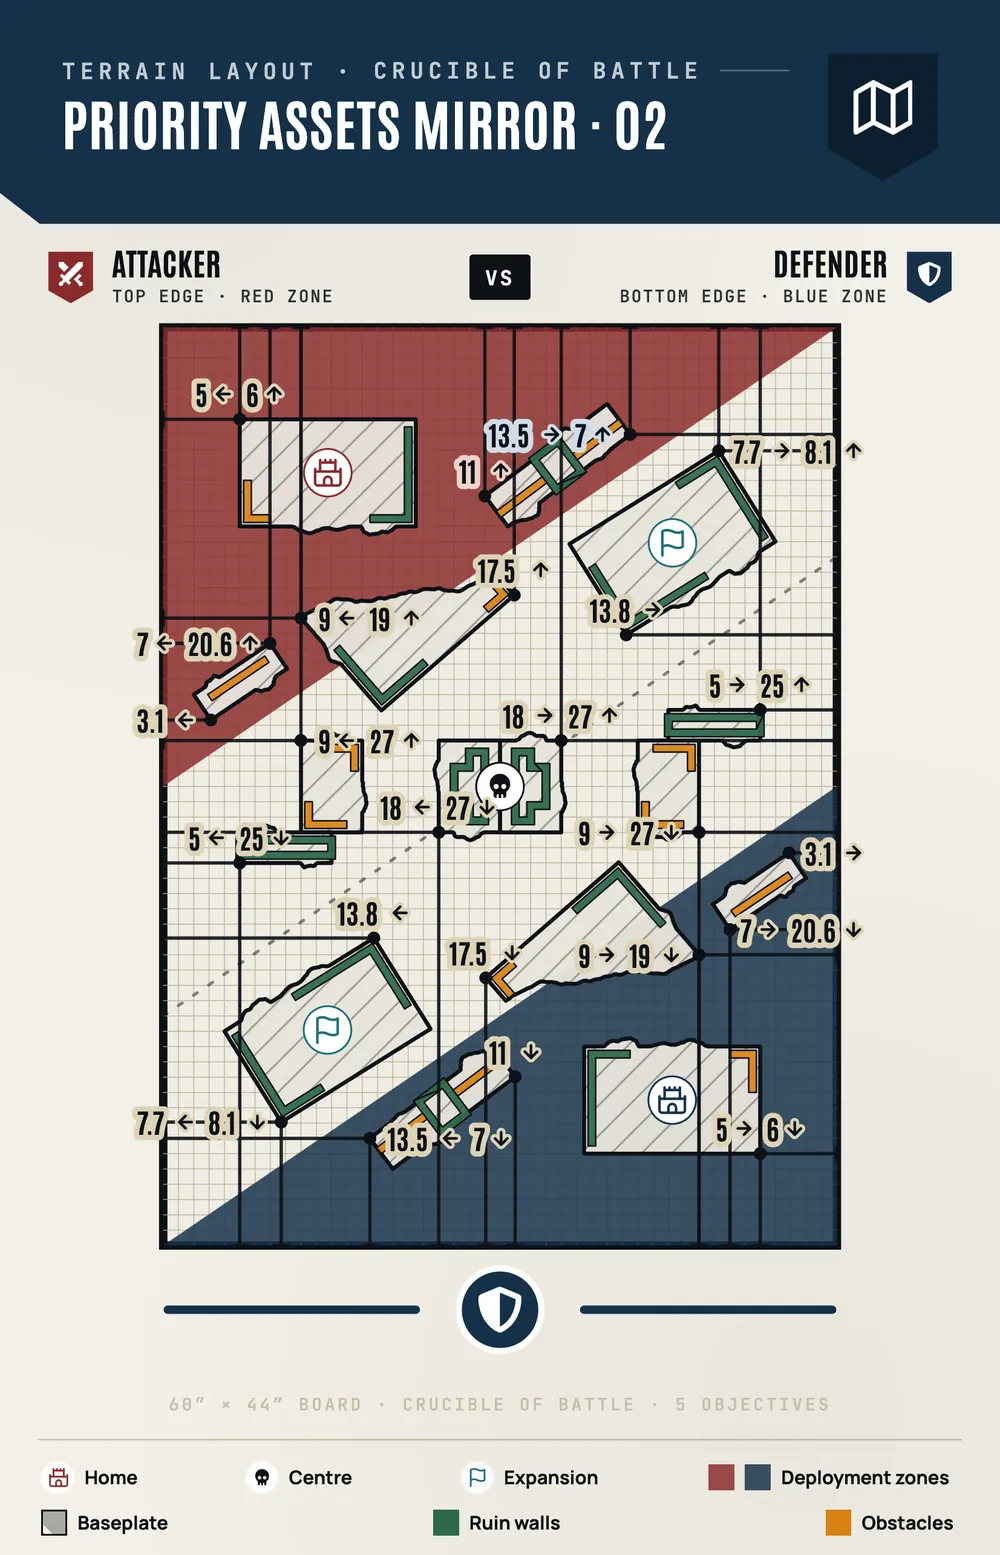 TERRAIN LAYOUT · CRUCIBLE OF BATTLE
PRIORITY ASSETS MIRROR · 02
ATTACKER
TOP EDGE · RED ZONE
VS
DEFENDER
BOTTOM EDGE · BLUE ZONE
5 ← 6 ↑
13.5 → 7 ↑
11 ↑
7.7 → 8.1 ↑
17.5 ↑
9 ← 19 ↑
13.8 →
7 ← 20.6 ↑
3.1 ←
5 → 25 ↑
18 → 27 ↑
9 ← 27 ↑
18 ← 27 ↓
9 → 27 ↓
5 ← 25 ↓
3.1 →
13.8 ←
7 → 20.6 ↓
17.5 ↓
9 → 19 ↓
11 ↓
7.7 ← 8.1 ↓
13.5 ← 7 ↓
5 → 6 ↓
60″ × 44″ BOARD · CRUCIBLE OF BATTLE · 5 OBJECTIVES
Home
Centre
Expansion
Deployment zones
Baseplate
Ruin walls
Obstacles